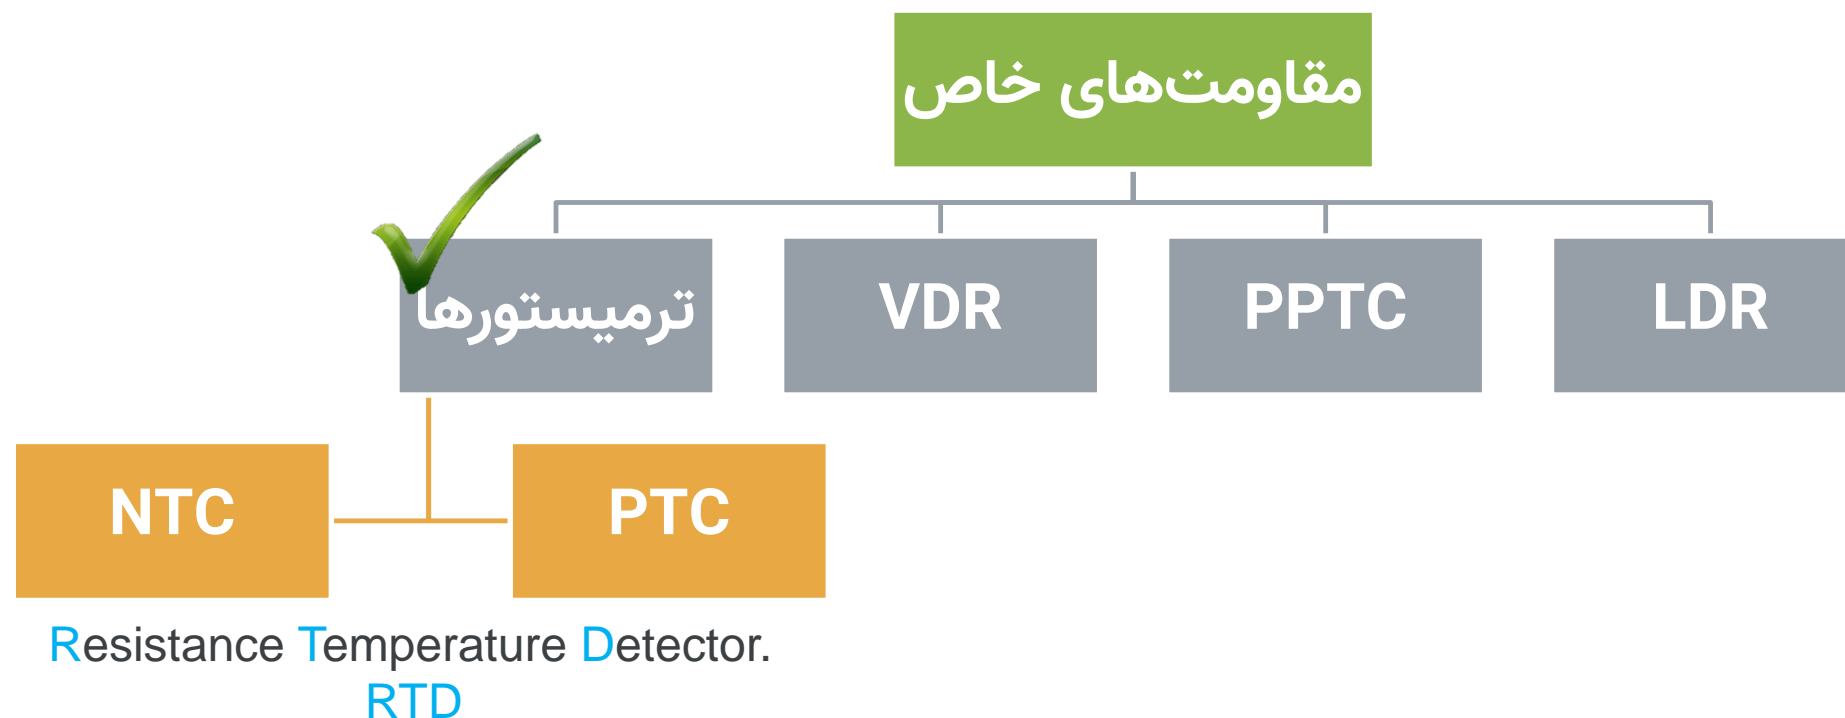 مقاومت‌های خاص
ترمیستورها
VDR
PPTC
LDR
NTC
PTC
Resistance Temperature Detector.
RTD